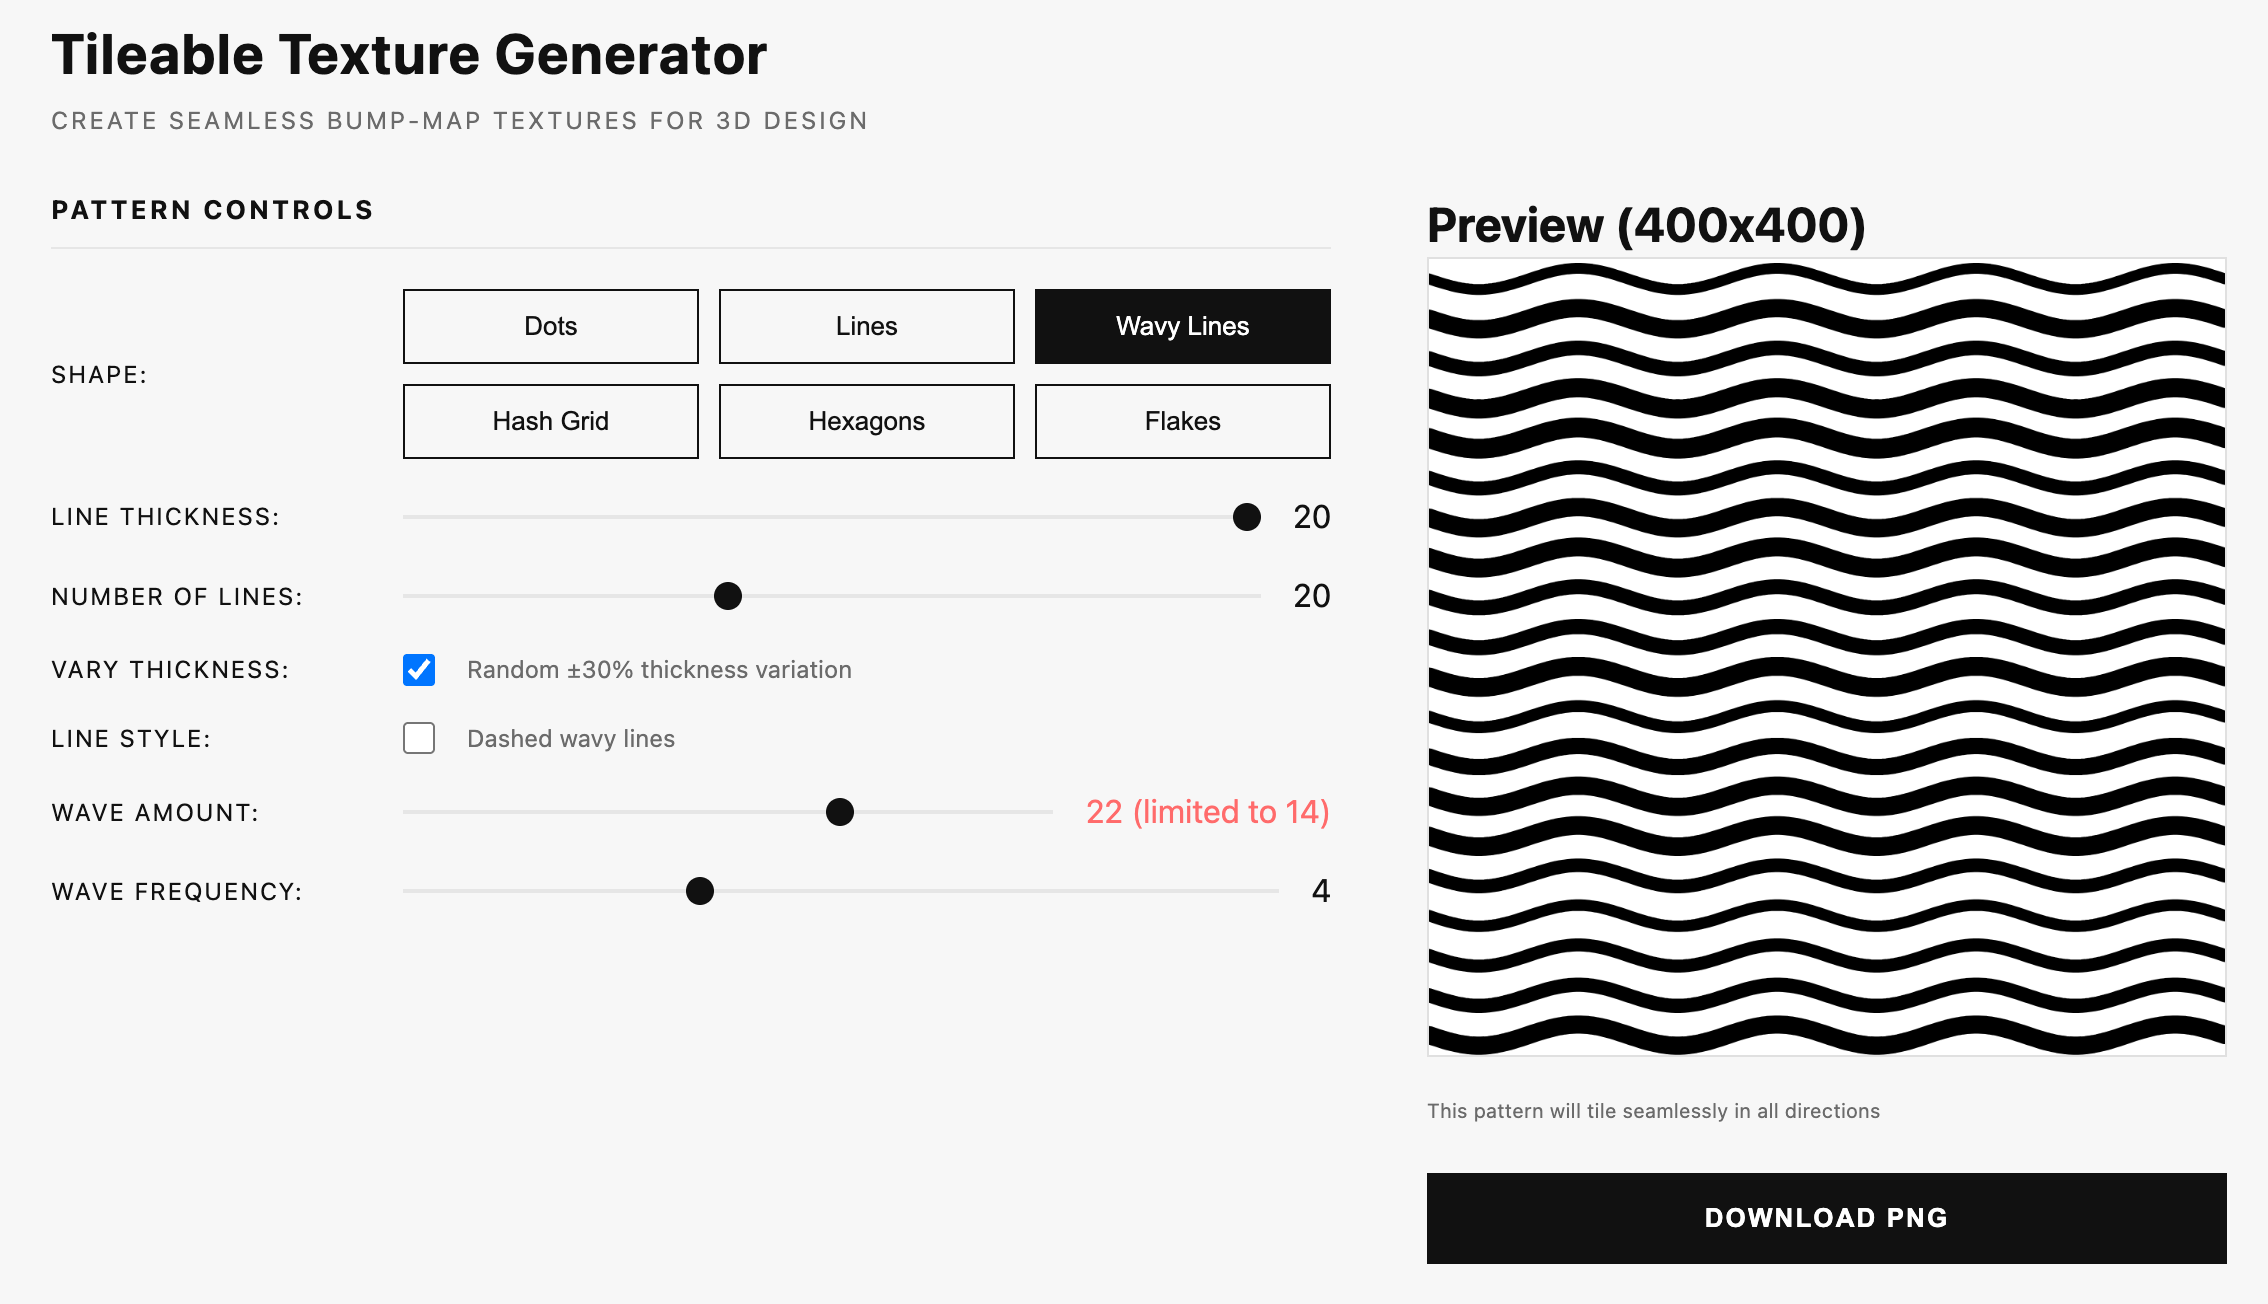 Tileable Texture Generator
CREATE SEAMLESS BUMP-MAP TEXTURES FOR 3D DESIGN
PATTERN CONTROLS
SHAPE:
Dots
Lines
Wavy Lines
Hash Grid
Hexagons
Flakes
LINE THICKNESS: 20
NUMBER OF LINES: 20
VARY THICKNESS: Random ±30% thickness variation
LINE STYLE: Dashed wavy lines
WAVE AMOUNT: 22 (limited to 14)
WAVE FREQUENCY: 4
Preview (400x400)
This pattern will tile seamlessly in all directions
DOWNLOAD PNG